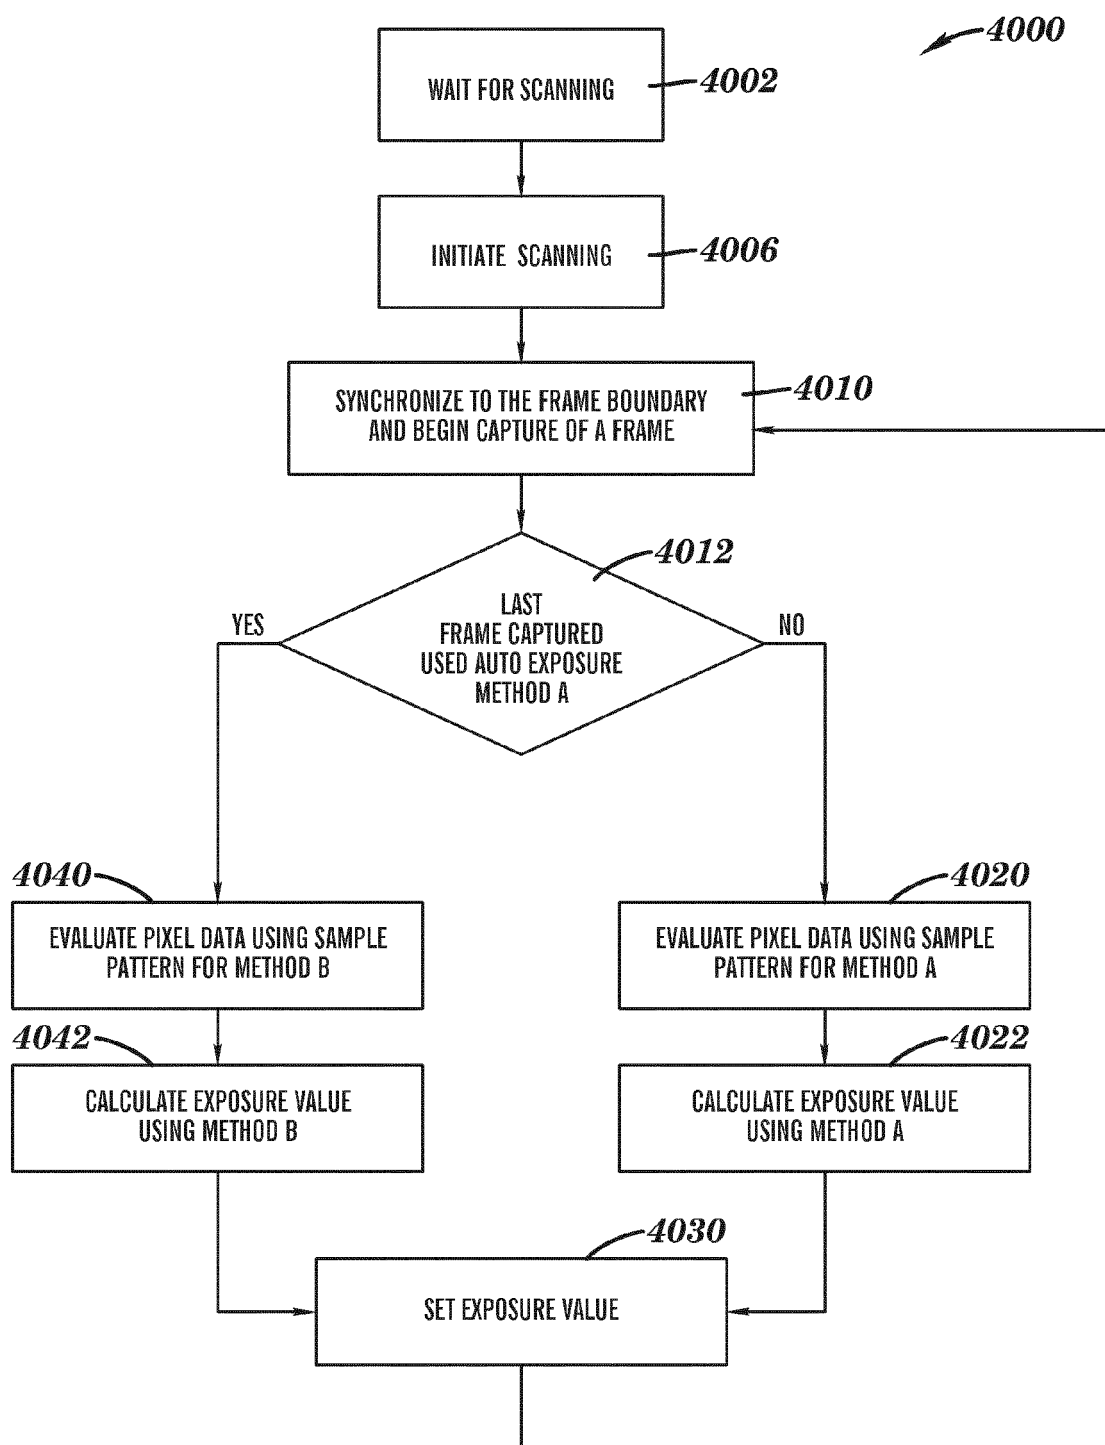 4000
WAIT FOR SCANNING
4002
INITIATE SCANNING
4006
SYNCHRONIZE TO THE FRAME BOUNDARY
AND BEGIN CAPTURE OF A FRAME
4010
4012
LAST
FRAME CAPTURED
USED AUTO EXPOSURE
METHOD A
YES
NO
4040
EVALUATE PIXEL DATA USING SAMPLE
PATTERN FOR METHOD B
4020
EVALUATE PIXEL DATA USING SAMPLE
PATTERN FOR METHOD A
4042
CALCULATE EXPOSURE VALUE
USING METHOD B
4022
CALCULATE EXPOSURE VALUE
USING METHOD A
4030
SET EXPOSURE VALUE